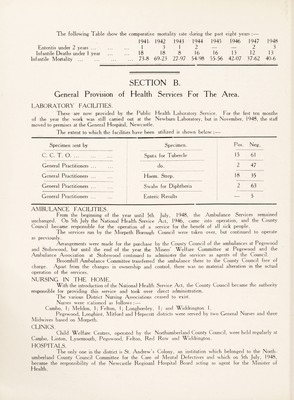 The following Table show the comparative mortality rate during the past eight years :—
1941 1942 1943 1944 1945 1946 1947 1948
Enteritis under 2 years ... ... ... 1 3 1 2 — — 2 3
Infantile Deaths under 1 year ... 18 18 8 16 16 13 12 13
Infantile Mortality ... ... ... ... 73-8 69-23 27-97 54-98 55-56 42-07 37-62 40-6
SECTION B.
General Provision of Health Services For The Area.
LABORATORY FACILITIES.
These are now provided by the Public Health Laboratory Service. For the first ten months
of the year the work was still carried out at the Newburn Laboratory, but in November, 1948, the staff
moved to premises at the General Hospital, Newcastle.
The extent to which the facilities have been utilized is shown below :—
Specimen sent by Specimen. Pos. Neg.
C. C. T. O. Sputa for Tubercle 15 61
General Practitioner do. 2 47
General Practitioner Haem. Strep. 18 35
General Practitioner Swabs for Diphtheria 2 63
General Practitioner Enteric Results — 5
AMBULANCE FACILITIES.
From the beginning of the year until 5th July, 1948, the Ambulance Services remained
unchanged. On 5th July the National Health Service Act, 1946, came into operation, and the County
Council became responsible for the operation of a service for the benefit of all sick people.
The service run by the Morpeth Borough Council were taken over, but continued to operate
as previously.
Arrangements were made for the purchase by the County Council of the ambulances at Pegswood
and Stobswood, but until the end of the year the Miners' Welfare Committee at Pegswood and the
Ambulance Association at Stobswood continued to administer the services as agents of the Council.
Broomhill Ambulance Committee transferred the ambulance there to the County Council free of
charge. Apart from the changes in ownership and control, there was no material alteration in the actual
operation of the services.
NURSING IN THE HOME.
With the introduction of the National Health Service Act, the County Council became the authority
responsible for providing this service and took over direct administration.
The various District Nursing Associations ceased to exist.
Nurses were stationed as follows :—
Cambo, 1; Meldon, 1; Felton, 1; Longhorsley, 1; and Widdrington 1.
Pegswood, Longhirst, Mitford and Hepscott districts were served by two General Nurses and three
Midwives based on Morpeth.
CLINICS.
Child Welfare Centres, operated by the Northumberland County Council, were held regularly at
Cambo, Linton, Lynemouth, Pegswood, Felton, Red Row and Widdrington.
HOSPITALS.
The only one in the district is St. Andrew's Colony, an institution which belonged to the North-
umberland County Council Committee for the Care of Mental Defectives and which on 5th July, 1948,
became the responsibility of the Newcastle Regional Hospital Board acting as agent for the Minister of
Health.